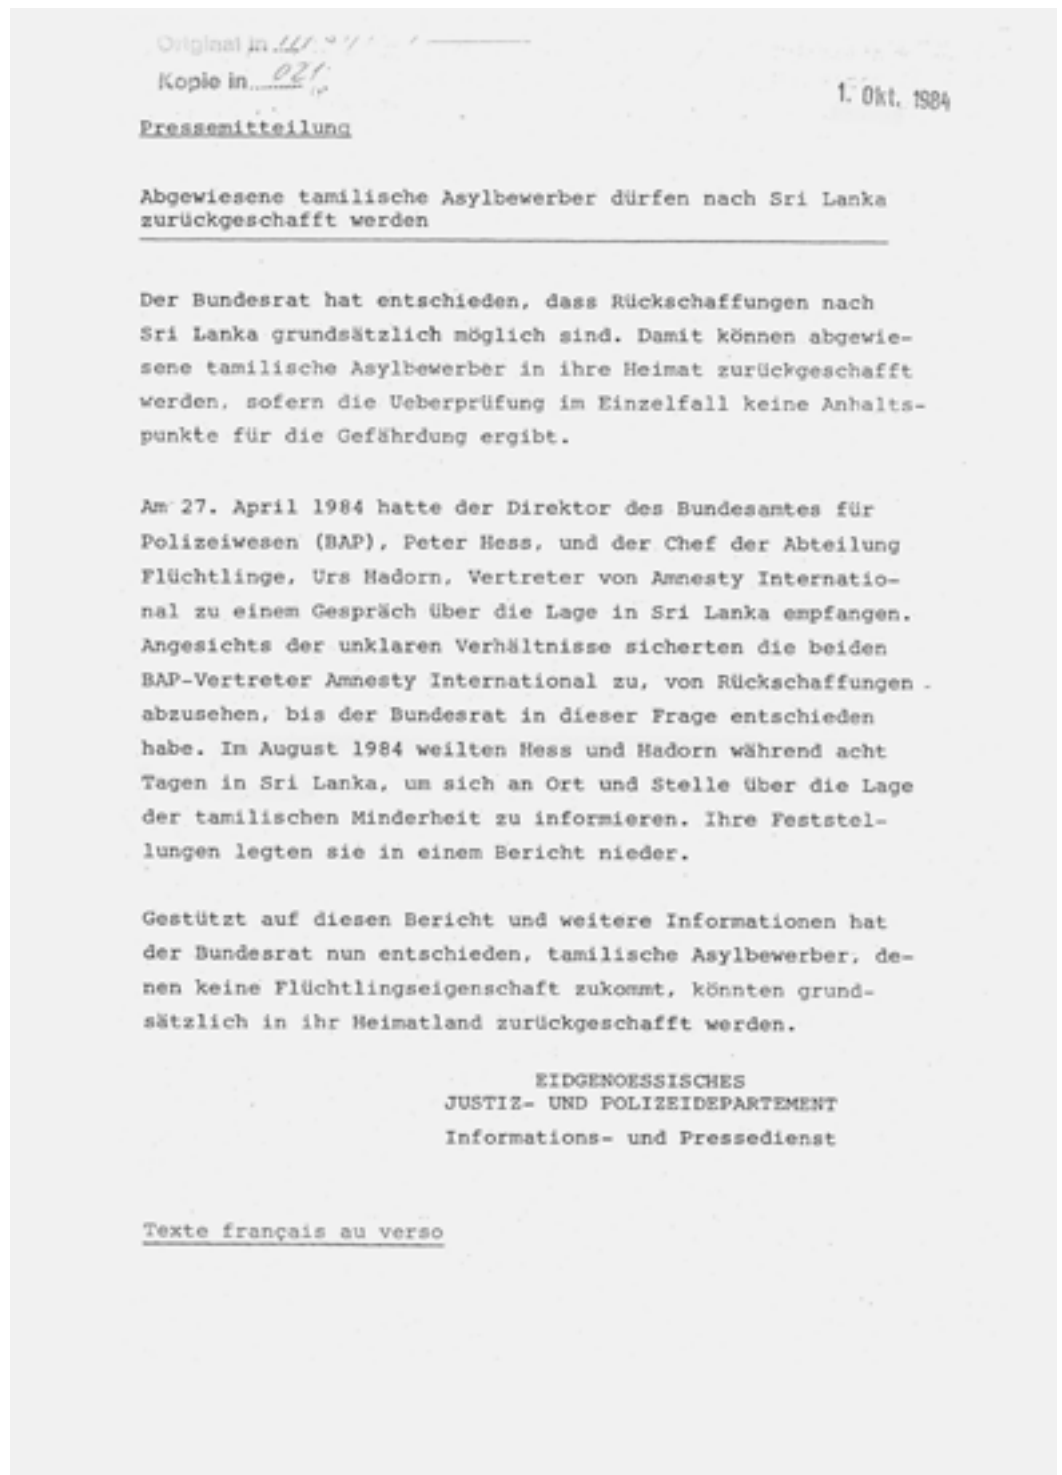 Original in
Kopie in 021
1. Okt. 1984
Pressemitteilung
Abgewiesene tamilische Asylbewerber dürfen nach Sri Lanka
zurückgeschafft werden
Der Bundesrat hat entschieden, dass Rückschaffungen nach
Sri Lanka grundsätzlich möglich sind. Damit können abgewie-
sene tamilische Asylbewerber in ihre Heimat zurückgeschafft
werden, sofern die Ueberprüfung im Einzelfall keine Anhalts-
punkte für die Gefährdung ergibt.
Am 27. April 1984 hatte der Direktor des Bundesamtes für
Polizeiwesen (BAP), Peter Hess, und der Chef der Abteilung
Flüchtlinge, Urs Hadorn, Vertreter von Amnesty Internatio-
nal zu einem Gespräch über die Lage in Sri Lanka empfangen.
Angesichts der unklaren Verhältnisse sicherten die beiden
BAP-Vertreter Amnesty International zu, von Rückschaffungen
abzusehen, bis der Bundesrat in dieser Frage entschieden
habe. Im August 1984 weilten Hess und Hadorn während acht
Tagen in Sri Lanka, um sich an Ort und Stelle über die Lage
der tamilischen Minderheit zu informieren. Ihre Feststel-
lungen legten sie in einem Bericht nieder.
Gestützt auf diesen Bericht und weitere Informationen hat
der Bundesrat nun entschieden, tamilische Asylbewerber, de-
nen keine Flüchtlingseigenschaft zukommt, könnten grund-
sätzlich in ihr Heimatland zurückgeschafft werden.
EIDGENOESSISCHES
JUSTIZ- UND POLIZEIDEPARTEMENT
Informations- und Pressedienst
Texte français au verso